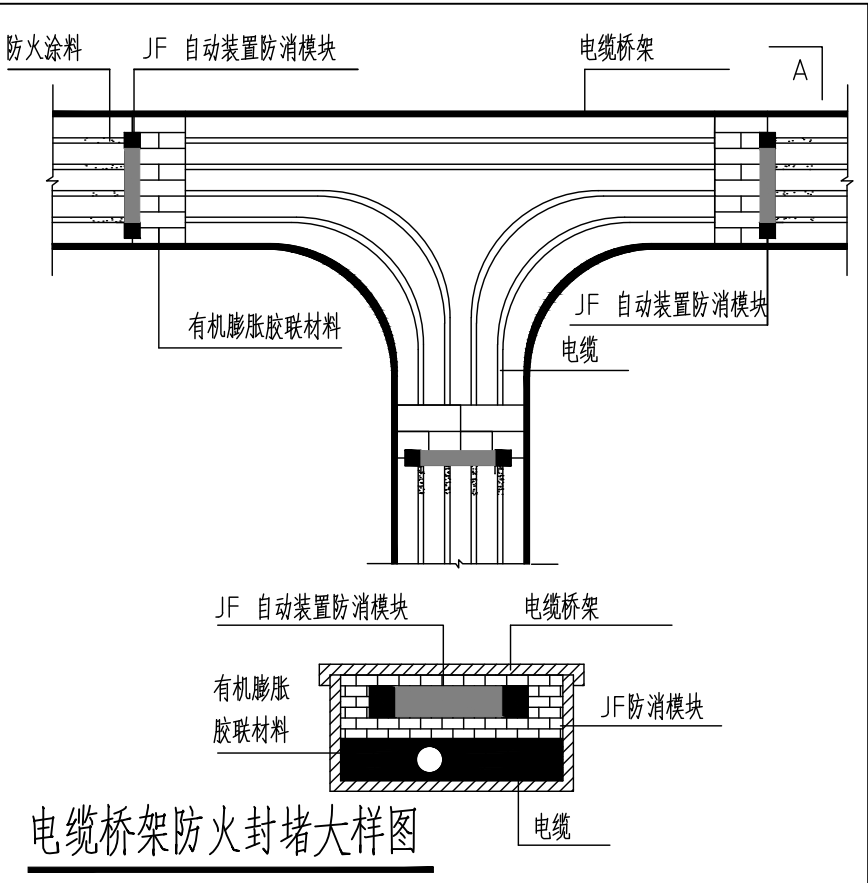 防火涂料
JF 自动装置防消模块
电缆桥架
A
JF 自动装置防消模块
有机膨胀胶联材料
电缆
JF 自动装置防消模块
电缆桥架
有机膨胀
胶联材料
JF防消模块
电缆
电缆桥架防火封堵大样图